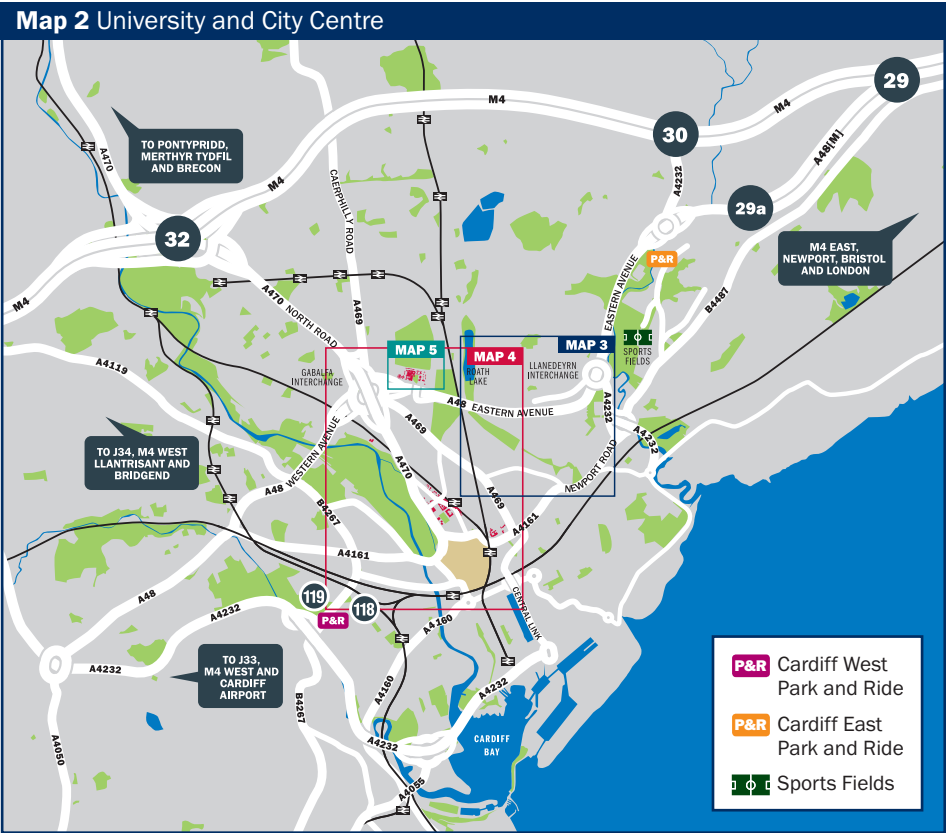 Map 2 University and City Centre
29
M4
M4
30
A48[M]
TO PONTYPRIDD,
MERTHYR TYDFIL
AND BRECON
A470
M4
CAERPHILLY ROAD
A4232
29a
32
M4 EAST,
NEWPORT, BRISTOL
AND LONDON
P&R
EASTERN AVENUE
B4487
M4
A470 NORTH ROAD
A469
SPORTS
FIELDS
MAP 5
MAP 4
MAP 3
A4119
GABALFA
INTERCHANGE
ROATH
LAKE
LLANEDEYRN
INTERCHANGE
A48 EASTERN AVENUE
A4232
A469
A4232
TO J34, M4 WEST
LLANTRISANT AND
BRIDGEND
A48 WESTERN AVENUE
A470
NEWPORT ROAD
B4267
A469
A4161
A4161
A48
119
118
P&R
A4232
A4160
CENTRAL LINK
A4232
TO J33,
M4 WEST AND
CARDIFF
AIRPORT
B4267
A4160
A4232
A4050
A4232
CARDIFF
BAY
A4055
P&R Cardiff West
Park and Ride
P&R Cardiff East
Park and Ride
Sports Fields